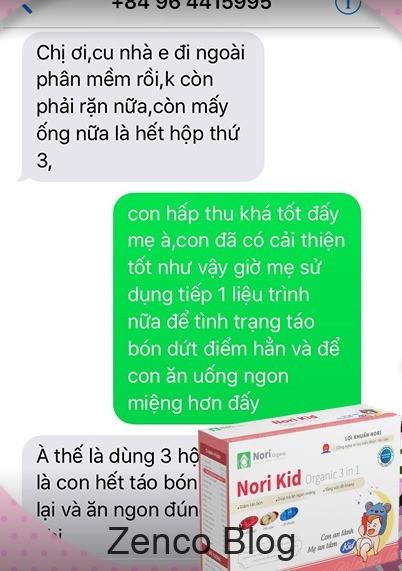 +84 96 4415995
Chị ơi,cu nhà e đi ngoài
phân mềm rồi,k còn
phải rặn nữa,còn mấy
ống nữa là hết hộp thứ
3,
con hấp thu khá tốt đấy
mẹ à,con đã có cải thiện
tốt như vậy giờ mẹ sử
dụng tiếp 1 liệu trình
nữa để tình trạng táo
bón dứt điểm hẳn và để
con ăn uống ngon
miệng hơn đấy
À thế là dùng 3 hộ
là con hết táo bón
lại và ăn ngon đún
LỢI KHUẨN NORI
Nori Organic
Nori Kid Organic 3 in 1
Con ăn lành
Mẹ an tâm
Kid
Zenco Blog